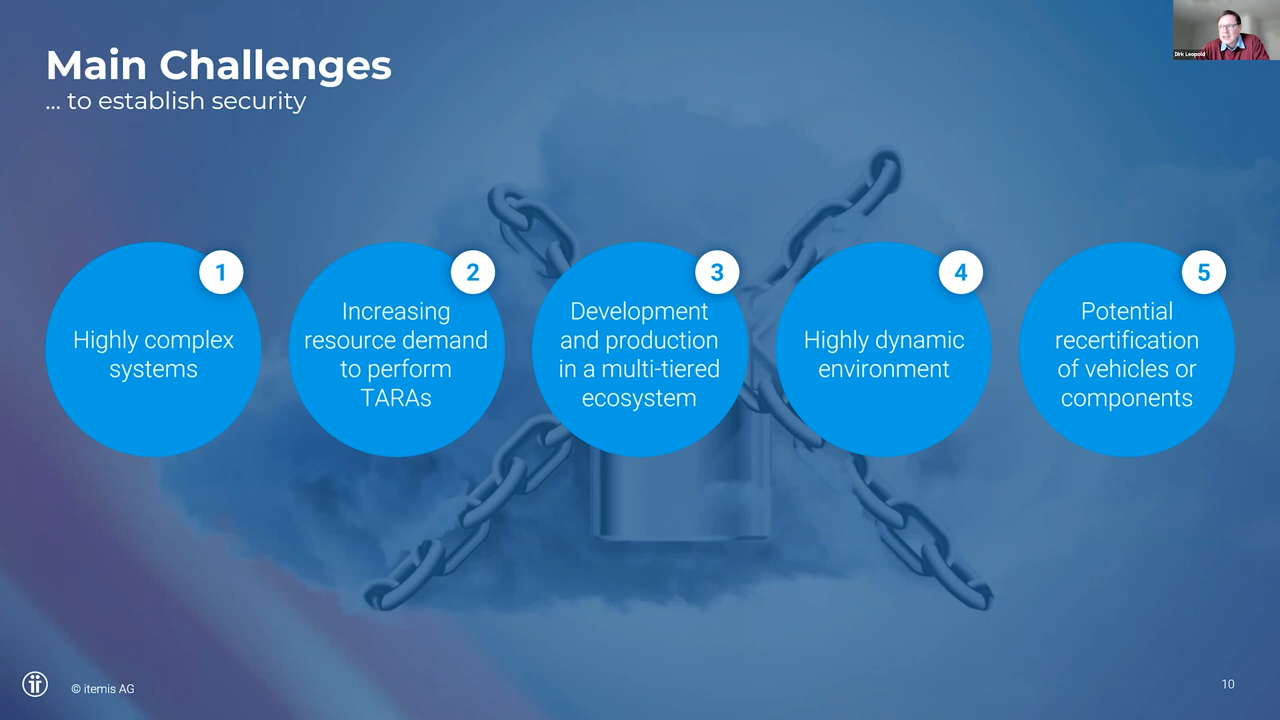 Main Challenges
... to establish security
Dirk Leopold
1
Highly complex
systems
2
Increasing
resource demand
to perform
TARAs
3
Development
and production
in a multi-tiered
ecosystem
4
Highly dynamic
environment
5
Potential
recertification
of vehicles or
components
© itemis AG
10